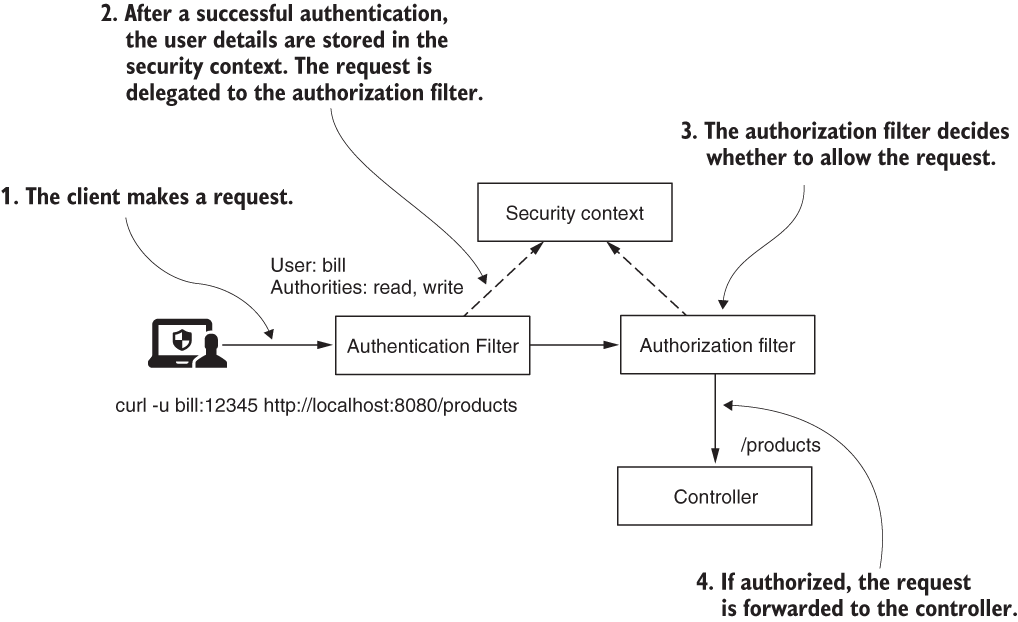 2. After a successful authentication,
the user details are stored in the
security context. The request is
delegated to the authorization filter.
3. The authorization filter decides
whether to allow the request.
1. The client makes a request.
Security context
User: bill
Authorities: read, write
Authentication Filter
Authorization filter
curl -u bill:12345 http://localhost:8080/products
/products
Controller
4. If authorized, the request
is forwarded to the controller.